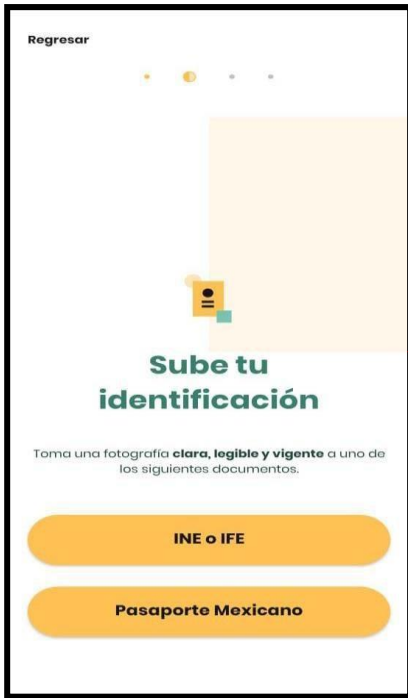 Regresar
Sube tu
identificación
Toma una fotografía clara, legible y vigente a uno de
los siguientes documentos.
INE o IFE
Pasaporte Mexicano